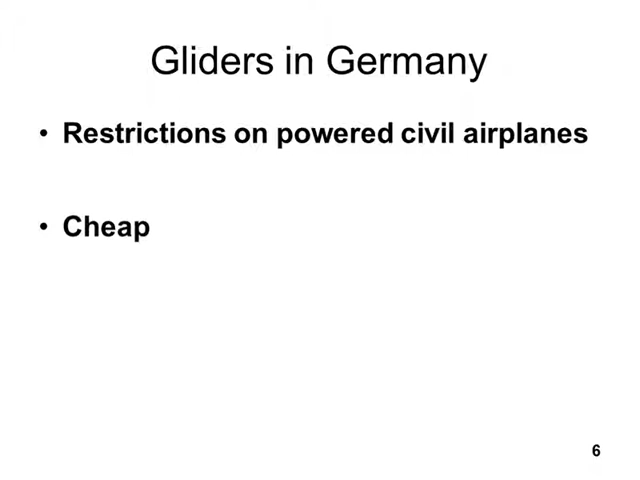 Gliders in Germany
• Restrictions on powered civil airplanes
• Cheap
6